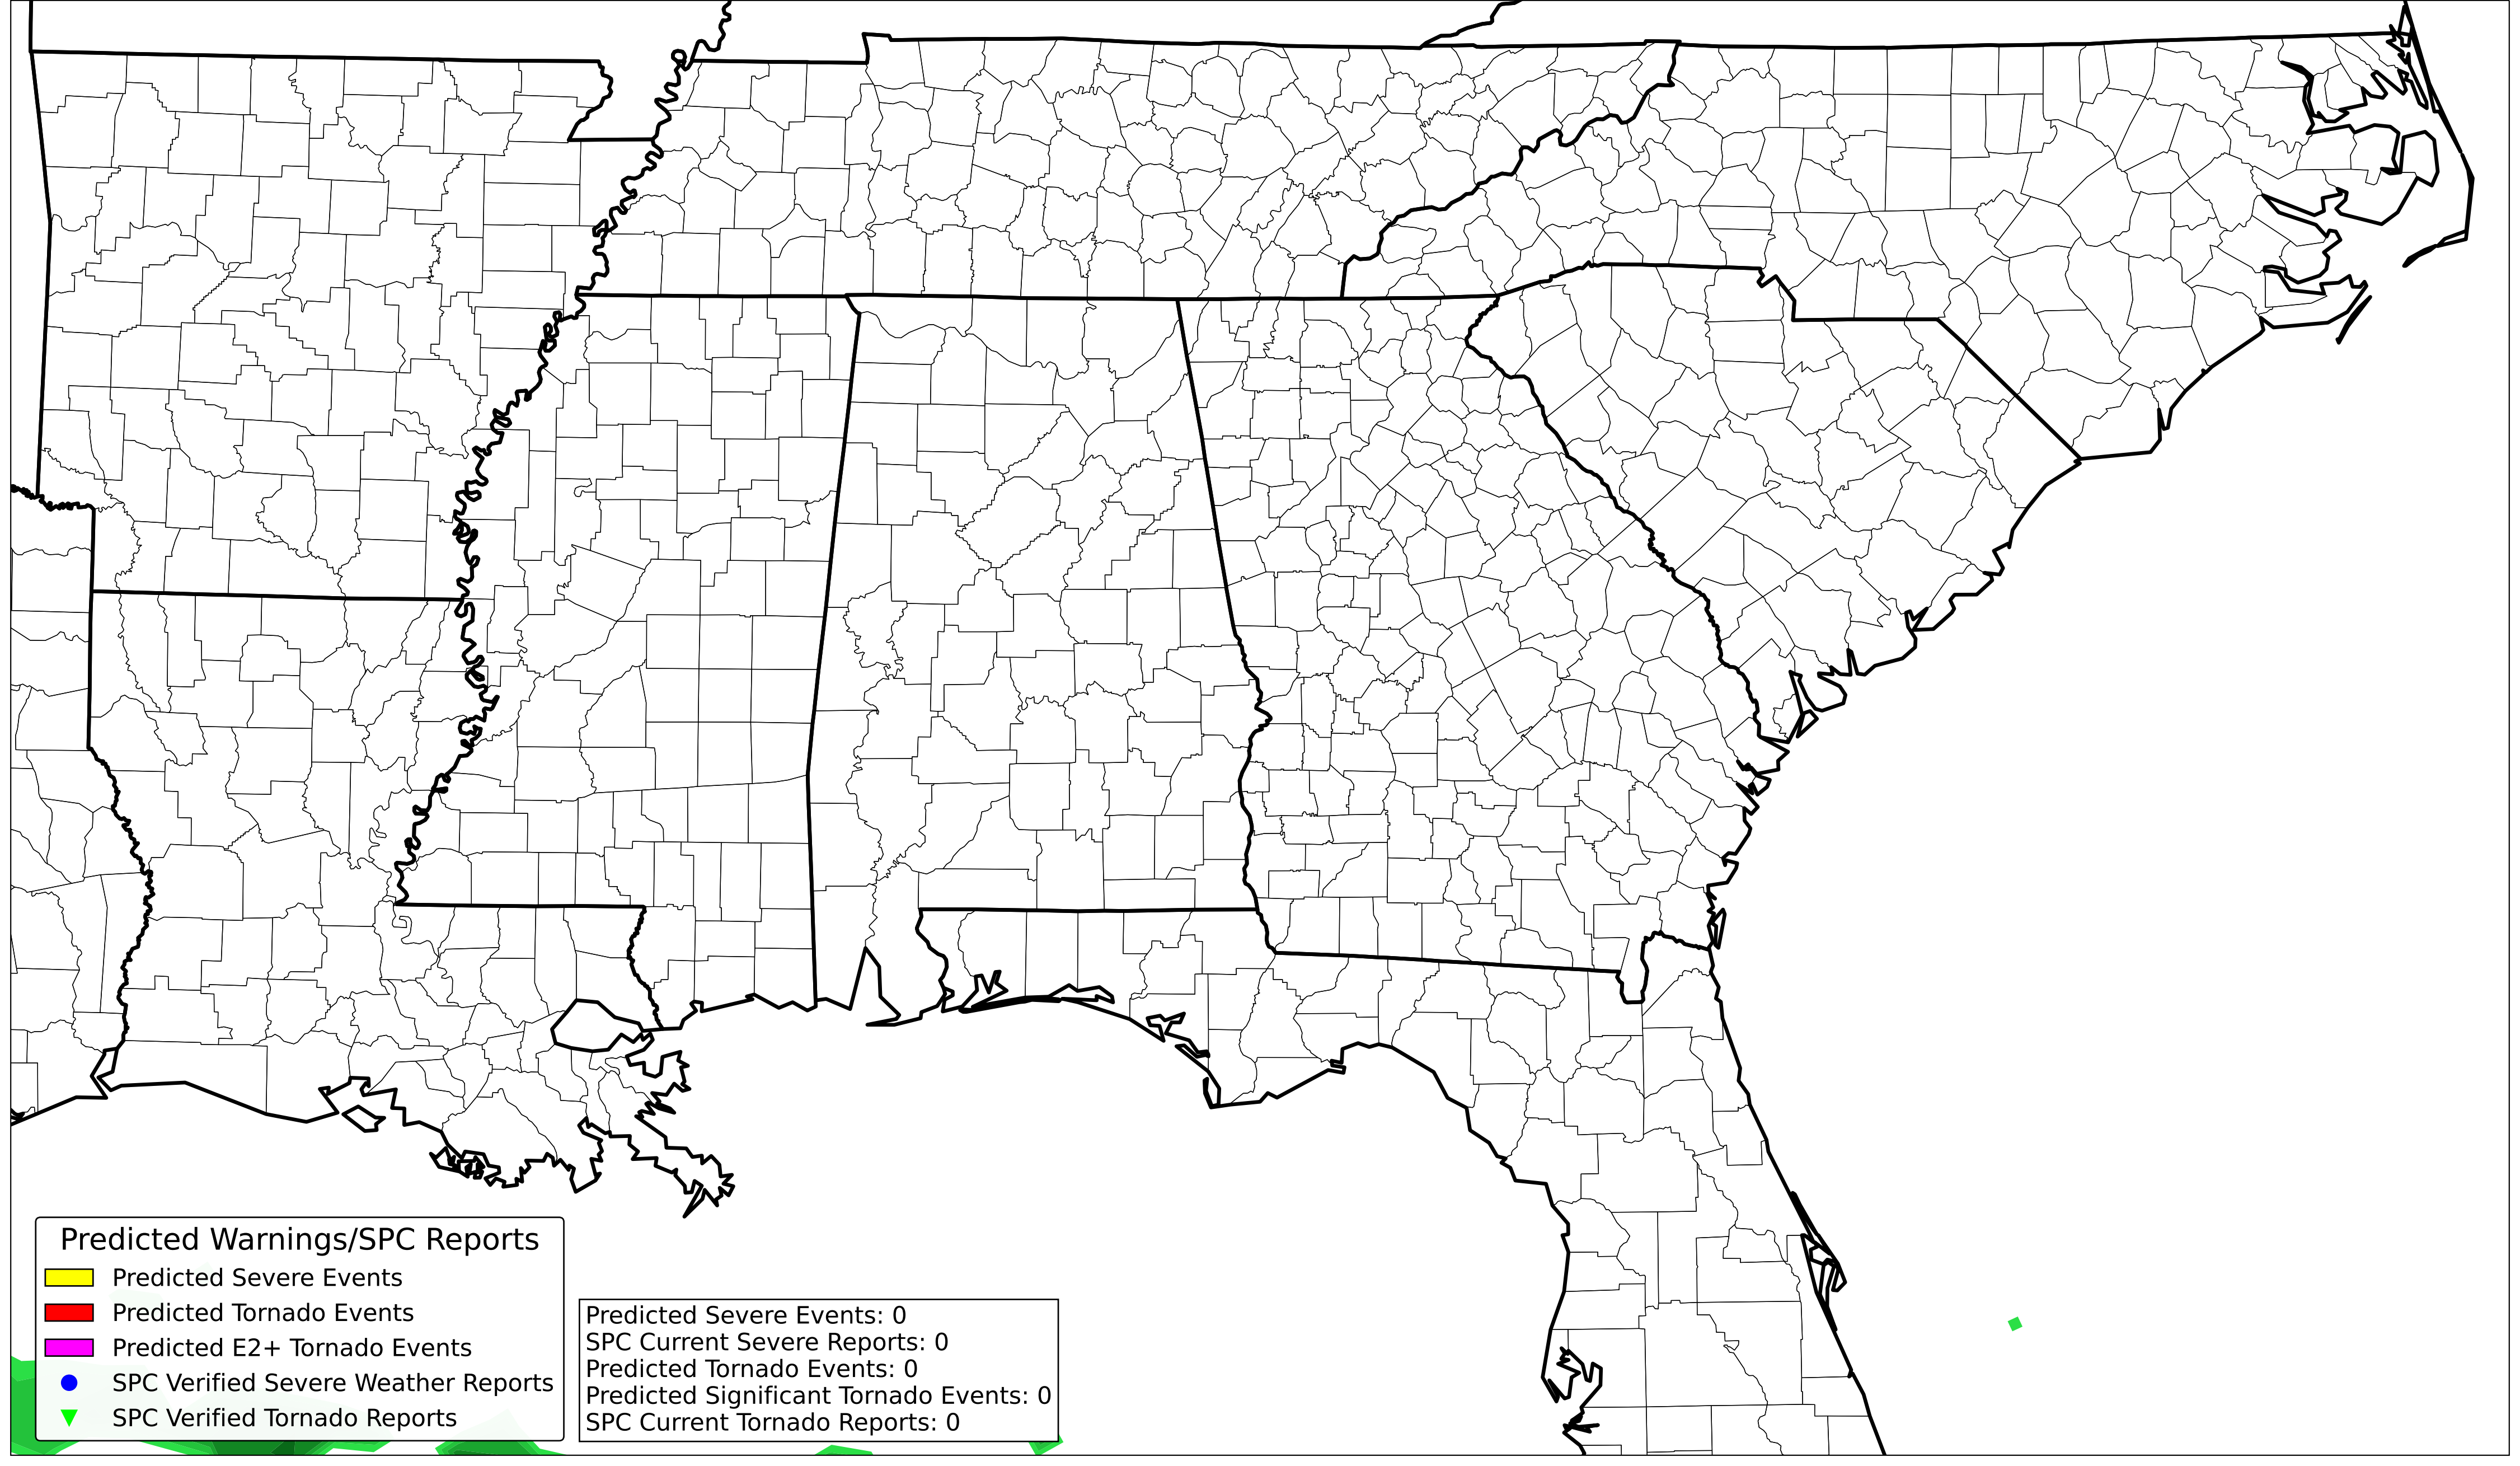 Predicted Warnings/SPC Reports
Predicted Severe Events
Predicted Tornado Events
Predicted E2+ Tornado Events
SPC Verified Severe Weather Reports
SPC Verified Tornado Reports
Predicted Severe Events: 0
SPC Current Severe Reports: 0
Predicted Tornado Events: 0
Predicted Significant Tornado Events: 0
SPC Current Tornado Reports: 0